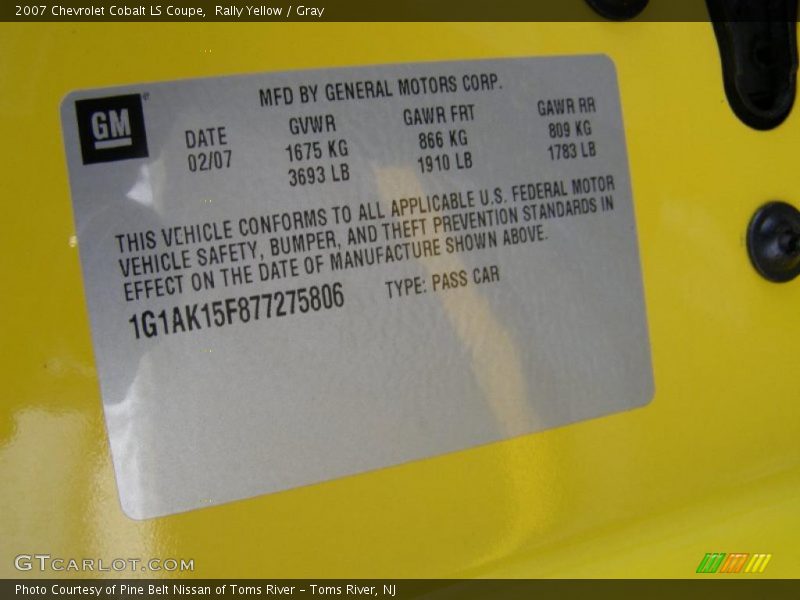 2007 Chevrolet Cobalt LS Coupe, Rally Yellow / Gray
MFD BY GENERAL MOTORS CORP.
GM
DATE GVWR GAWR FRT GAWR RR
02/07 1675 KG 866 KG 809 KG
3693 LB 1910 LB 1783 LB
THIS VEHICLE CONFORMS TO ALL APPLICABLE U.S. FEDERAL MOTOR
VEHICLE SAFETY, BUMPER, AND THEFT PREVENTION STANDARDS IN
EFFECT ON THE DATE OF MANUFACTURE SHOWN ABOVE.
1G1AK15F877275806 TYPE: PASS CAR
GTCARLOT.COM
Photo Courtesy of Pine Belt Nissan of Toms River – Toms River, NJ